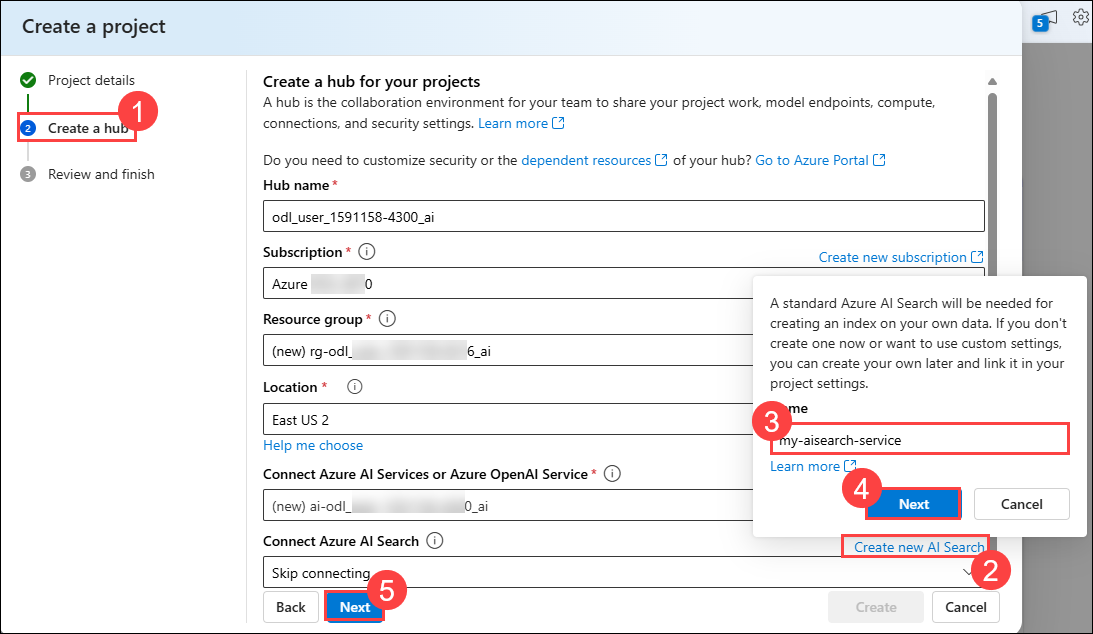 Create a project
5
Project details
1
2 Create a hub
3 Review and finish
Create a hub for your projects
A hub is the collaboration environment for your team to share your project work, model endpoints, compute,
connections, and security settings. Learn more
Do you need to customize security or the dependent resources of your hub? Go to Azure Portal
Hub name *
odl_user_1591158-4300_ai
Subscription *
Create new subscription
Azure 0
Resource group *
(new) rg-odl_ 6_ai
Location *
East US 2
Help me choose
Connect Azure AI Services or Azure OpenAI Service *
(new) ai-odl_ 0_ai
Connect Azure AI Search
Create new AI Search
2
Skip connecting
5
Back
Next
Create
Cancel
A standard Azure AI Search will be needed for
creating an index on your own data. If you don't
create one now or want to use custom settings,
you can create your own later and link it in your
project settings.
me
3
my-aisearch-service
Learn more
4
Next
Cancel